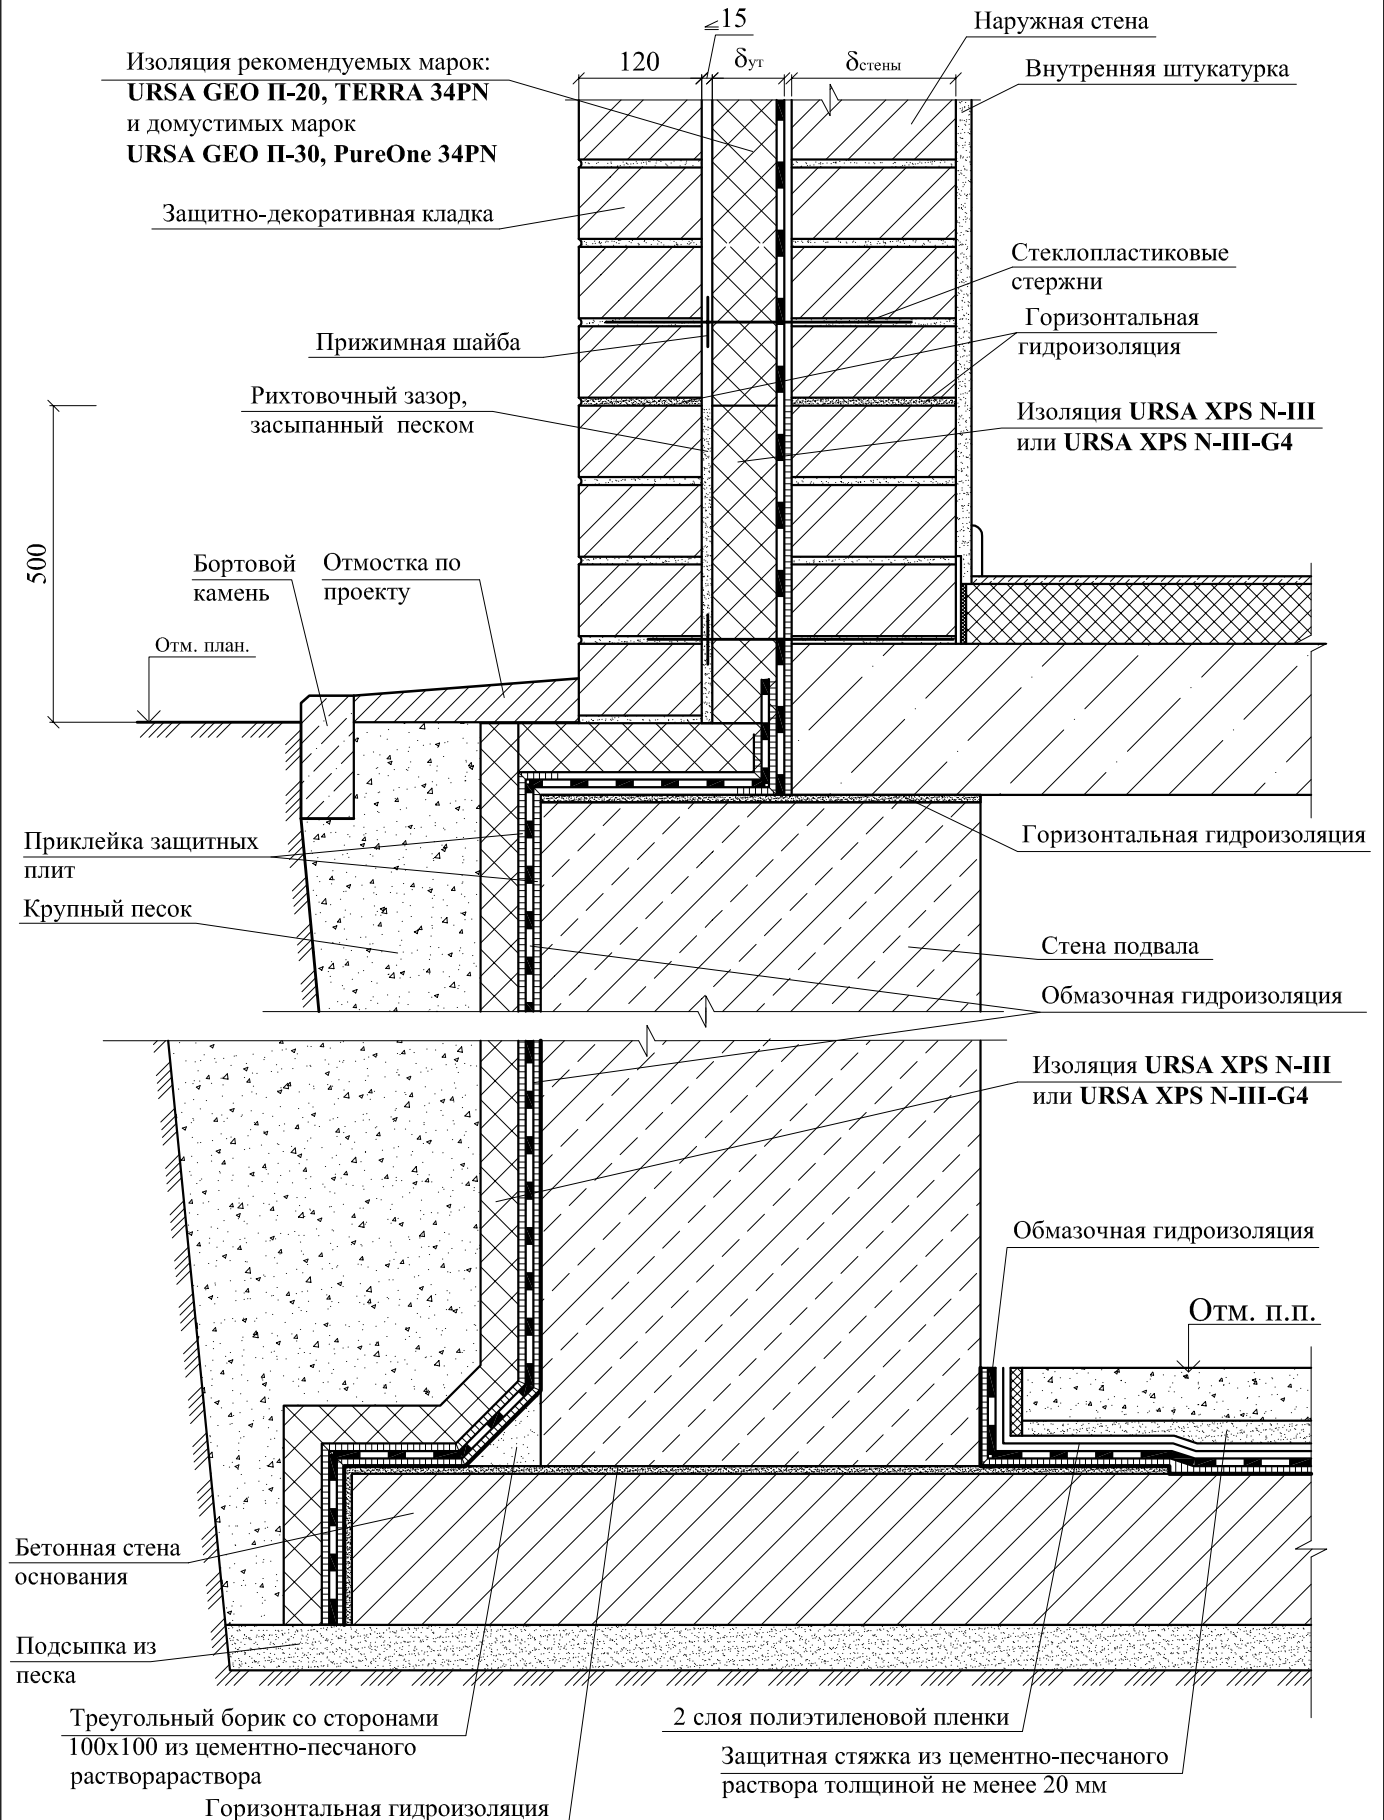 ≤15
Наружная стена
Изоляция рекомендуемых марок:
120
δут
δстены
Внутренняя штукатурка
URSA GEO П-20, TERRA 34PN
и домустимых марок
URSA GEO П-30, PureOne 34PN
Защитно-декоративная кладка
Стеклопластиковые
стержни
Прижимная шайба
Горизонтальная
гидроизоляция
Рихтовочный зазор,
засыпанный песком
Изоляция URSA XPS N-III
или URSA XPS N-III-G4
500
Бортовой
камень
Отмостка по
проекту
Отм. план.
Приклейка защитных
плит
Горизонтальная гидроизоляция
Крупный песок
Стена подвала
Обмазочная гидроизоляция
Изоляция URSA XPS N-III
или URSA XPS N-III-G4
Обмазочная гидроизоляция
Отм. п.п.
Бетонная стена
основания
Подсыпка из
песка
Треугольный борик со сторонами
100х100 из цементно-песчаного
растворараствора
2 слоя полиэтиленовой пленки
Защитная стяжка из цементно-песчаного
раствора толщиной не менее 20 мм
Горизонтальная гидроизоляция